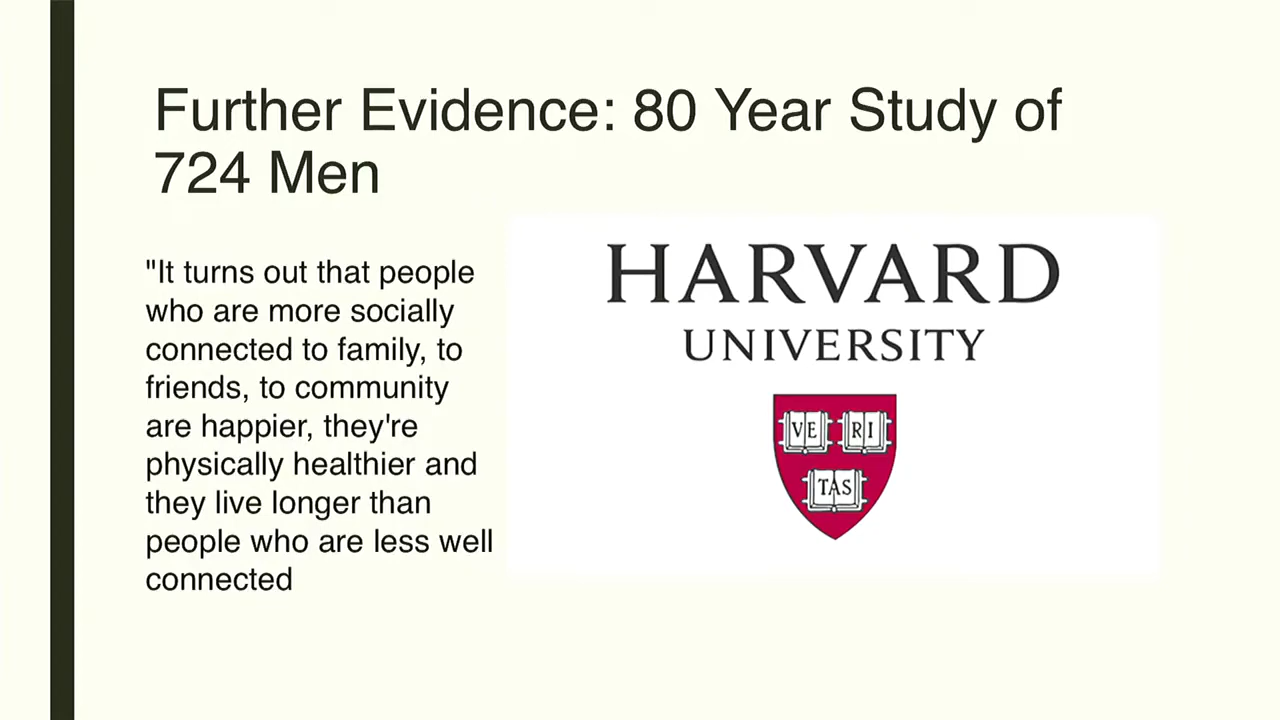 Further Evidence: 80 Year Study of
724 Men
"It turns out that people
who are more socially
connected to family, to
friends, to community
are happier, they're
physically healthier and
they live longer than
people who are less well
connected
HARVARD
UNIVERSITY
VE RI
TAS